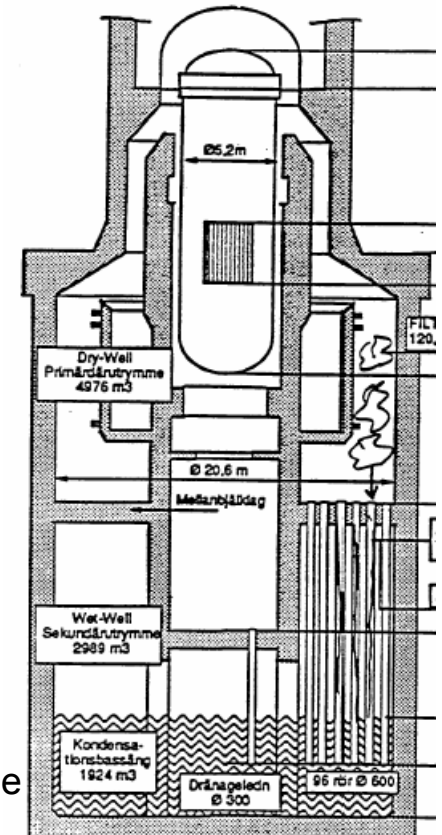 Ø5,2m
FILT
120,
Dry-Well
Primärdärutrymme
4976 m3
Ø 20,6 m
Mellanbjälklag
Wet-Well
Sekundärutrymme
2989 m3
Kondensa-
tionsbassäng
1924 m3
Dränageledn
Ø 300
96 rör Ø 600
e